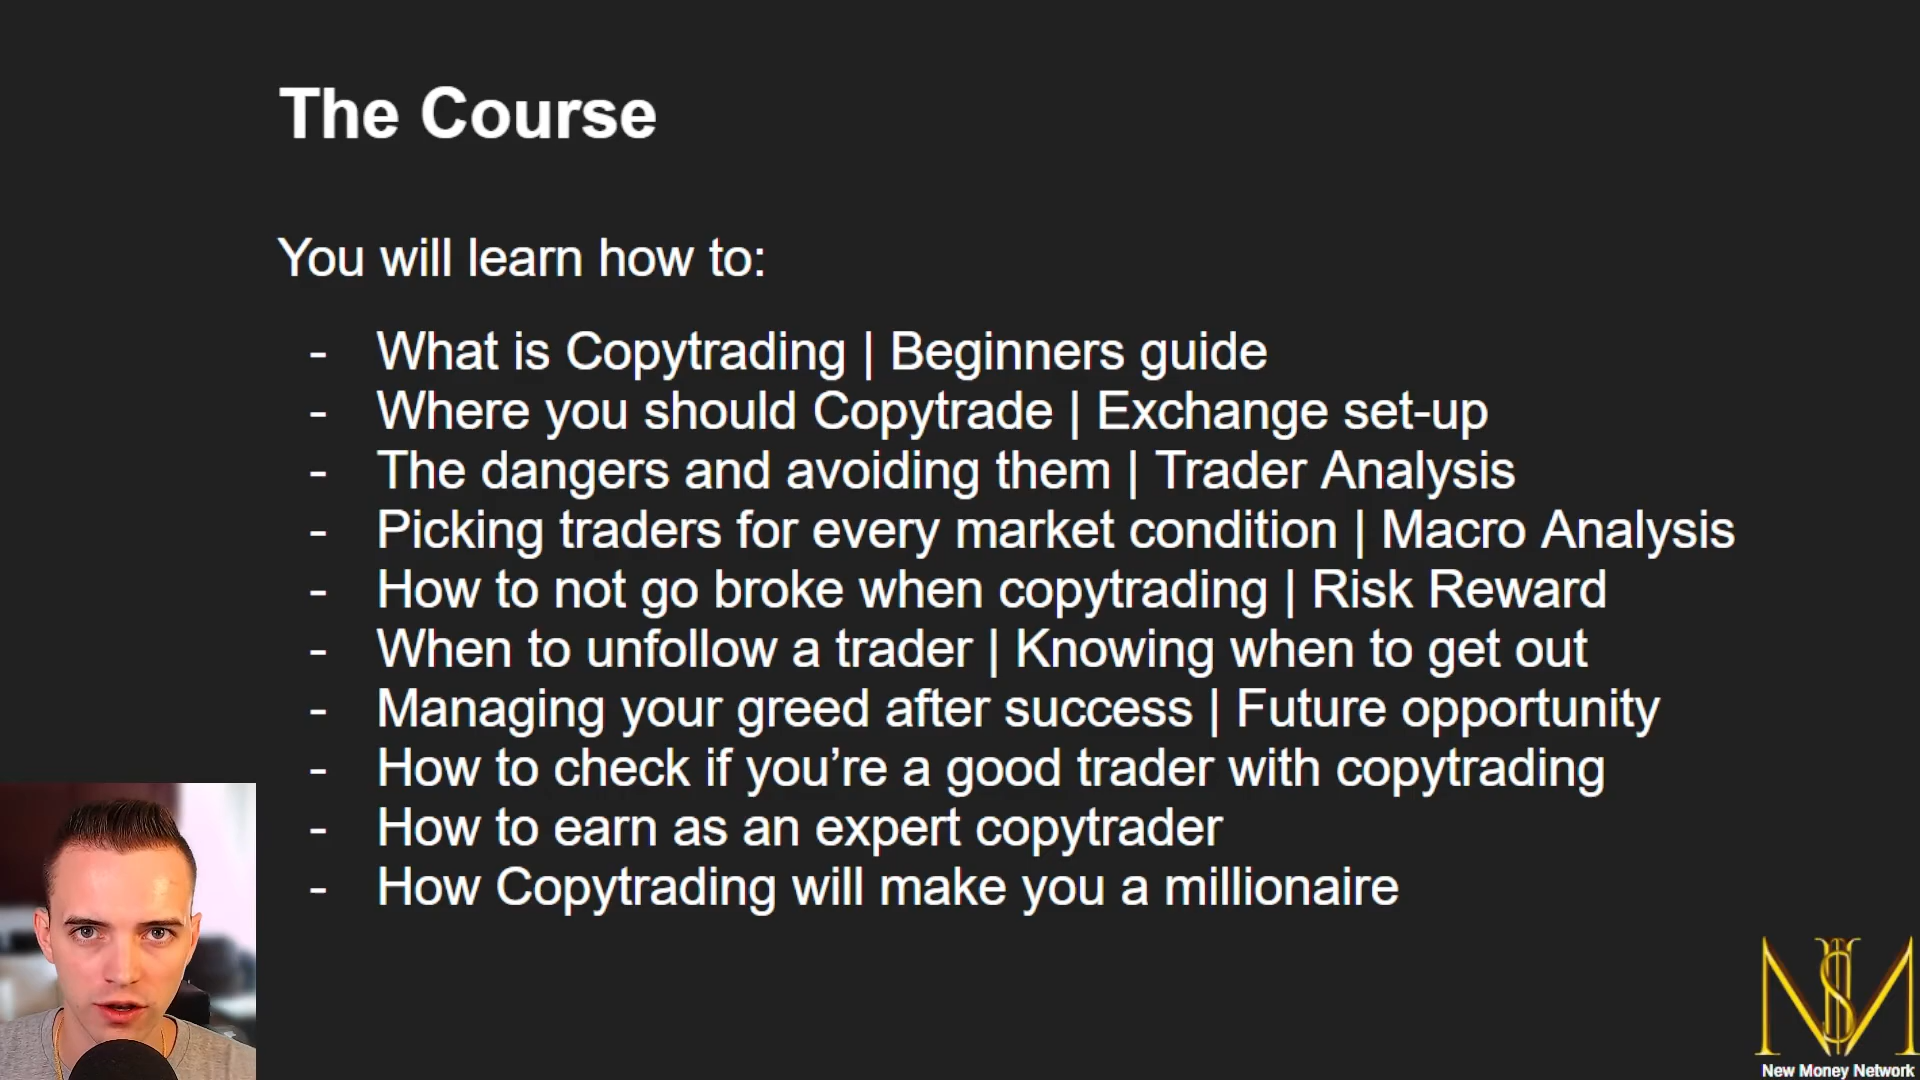 The Course
You will learn how to:
- What is Copytrading | Beginners guide
- Where you should Copytrade | Exchange set-up
- The dangers and avoiding them | Trader Analysis
- Picking traders for every market condition | Macro Analysis
- How to not go broke when copytrading | Risk Reward
- When to unfollow a trader | Knowing when to get out
- Managing your greed after success | Future opportunity
- How to check if you’re a good trader with copytrading
- How to earn as an expert copytrader
- How Copytrading will make you a millionaire
New Money Network